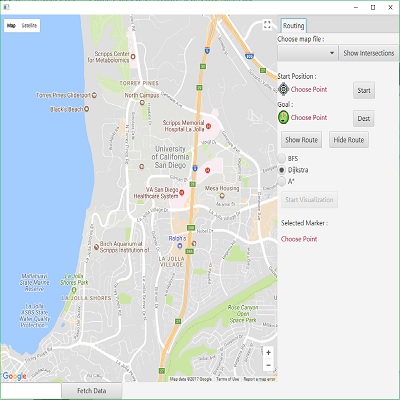 Map Satellite
Scripps Center
for Metabolomics
TORREY PINES
Torrey Pines Gliderport
North Campus
Black's Beach
Scripps Memorial
Hospital La Jolla
University
of California
San Diego
VA San Diego
Healthcare System
Mesa Housing
Ralphs
Birch Aquarium at
Scripps Institution of
LA JOLLA
VILLAGE
Matlahuayl
State Marine
Reserve
La Jolla
Shores Park
LA JOLLA SHORES
La Jolla
ASBS State
Water Quality
Protection
Rose Canyon
Open Space
Park
+
−
Google
Map data ©2017 Google
Terms of Use
Report a map error
Fetch Data
Routing
Choose map file :
Show Intersections
Start Position :
Choose Point
Start
Goal :
Choose Point
Dest
Show Route
Hide Route
BFS
Dijkstra
A*
Start Visualization
Selected Marker :
Choose Point